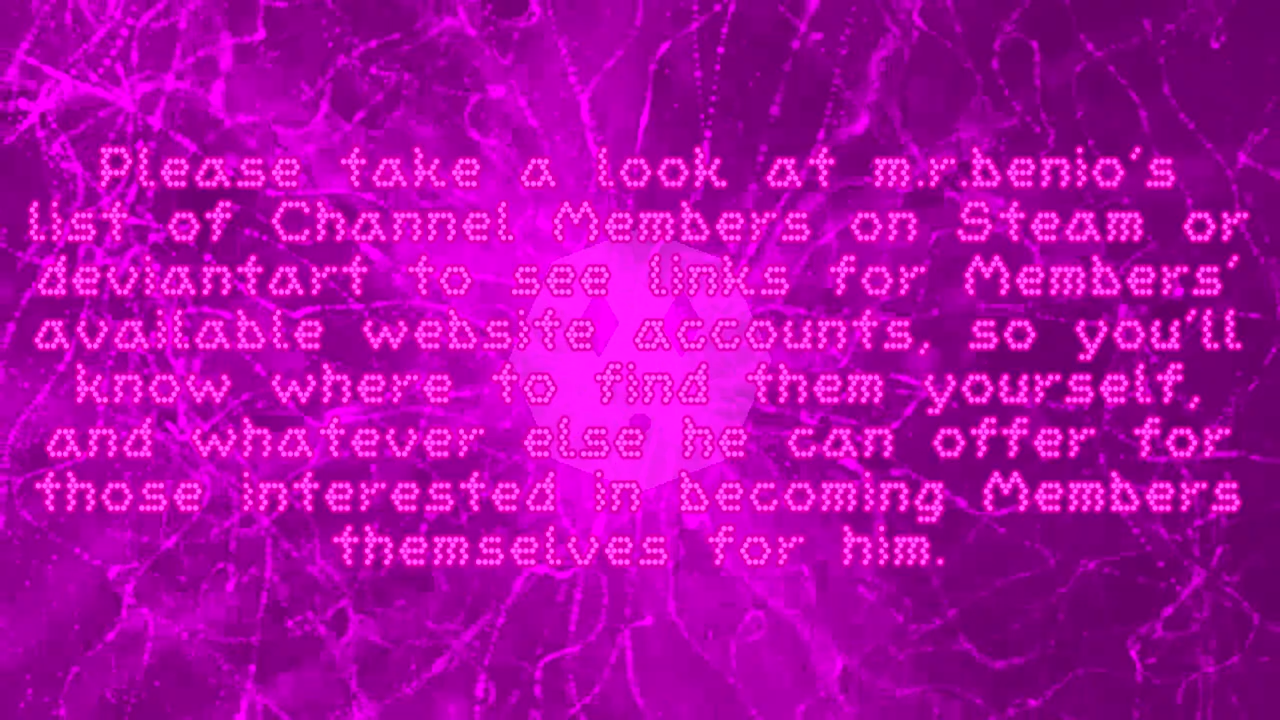 Please take a look at m.r.benio's
list of Channel Members on Steam or
deviantart to see links for Members'
available website accounts, so you'll
know where to find them yourself,
and whatever else he can offer for
those interested in becoming Members
themselves for him.